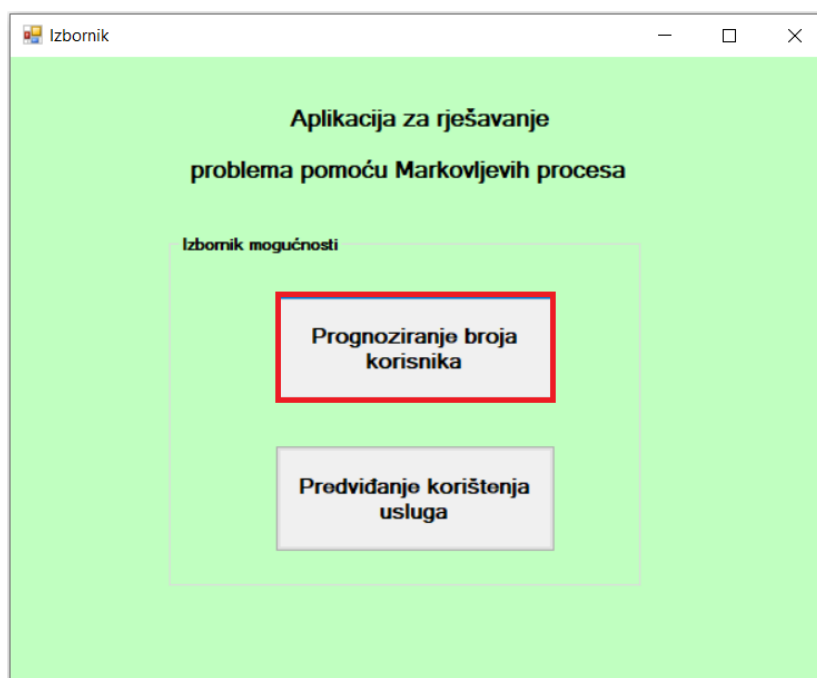 Izbornik
Aplikacija za rješavanje
problema pomoću Markovljevih procesa
Izbornik mogućnosti
Prognoziranje broja
korisnika
Predviđanje korištenja
usluga